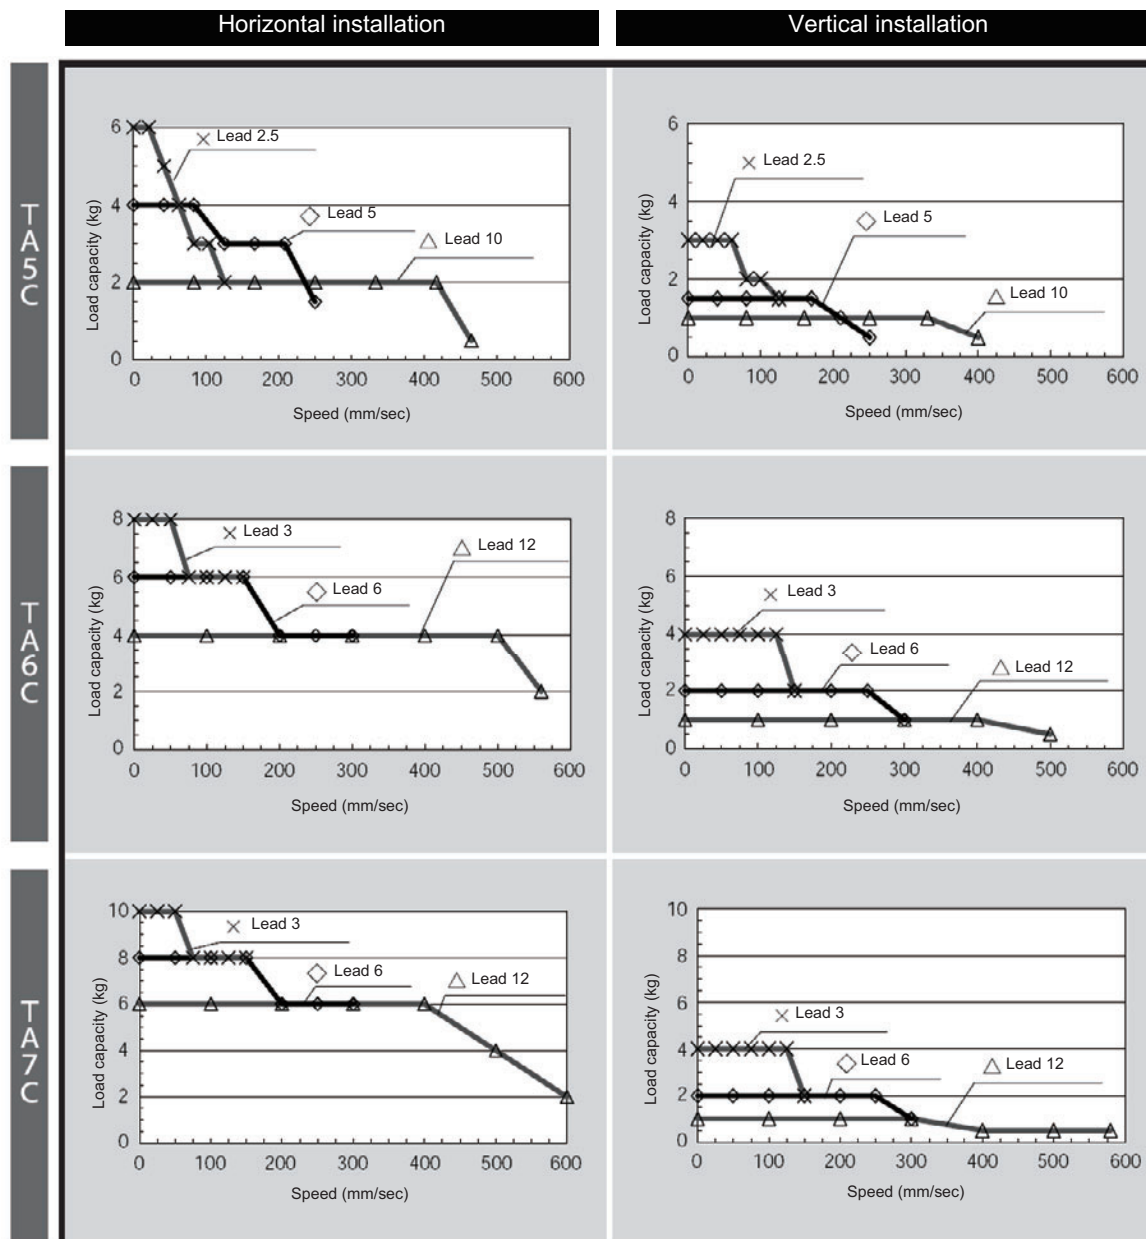 Horizontal installation
Vertical installation
TA5C
Load capacity (kg)
6
4
2
0
Lead 2.5
Lead 5
Lead 10
0 100 200 300 400 500 600
Speed (mm/sec)
Load capacity (kg)
6
4
2
0
Lead 2.5
Lead 5
Lead 10
0 100 200 300 400 500 600
Speed (mm/sec)
TA6C
Load capacity (kg)
8
6
4
2
0
Lead 3
Lead 12
Lead 6
0 100 200 300 400 500 600
Speed (mm/sec)
Load capacity (kg)
8
6
4
2
0
Lead 3
Lead 6
Lead 12
0 100 200 300 400 500 600
Speed (mm/sec)
TA7C
Load capacity (kg)
10
8
6
4
2
0
Lead 3
Lead 6
Lead 12
0 100 200 300 400 500 600
Speed (mm/sec)
Load capacity (kg)
10
8
6
4
2
0
Lead 3
Lead 6
Lead 12
0 100 200 300 400 500 600
Speed (mm/sec)